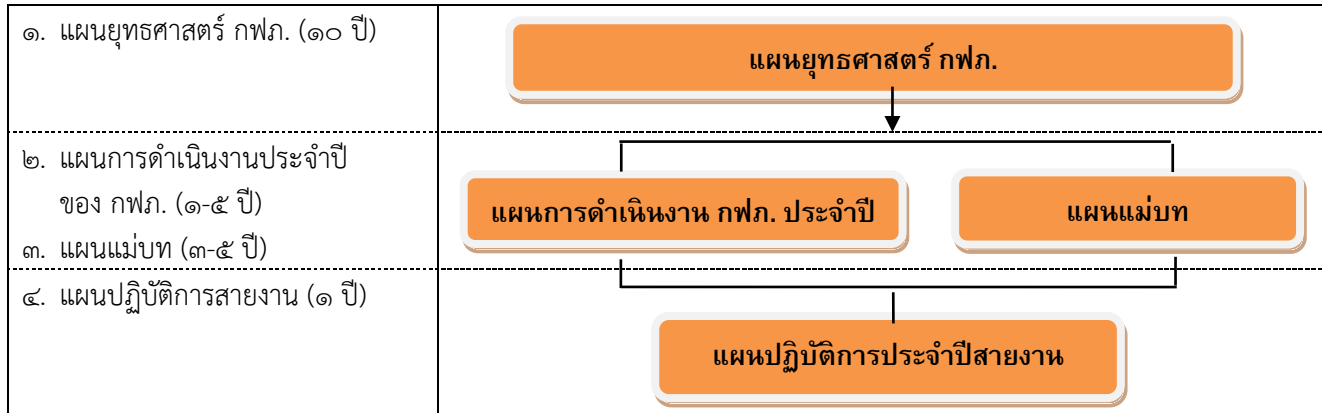 ๑. แผนยุทธศาสตร์ กฟภ. (๑๐ ปี)
แผนยุทธศาสตร์ กฟภ.
๒. แผนการดำเนินงานประจำปี
ของ กฟภ. (๑-๕ ปี)
๓. แผนแม่บท (๓-๕ ปี)
แผนการดำเนินงาน กฟภ. ประจำปี
แผนแม่บท
๔. แผนปฏิบัติการสายงาน (๑ ปี)
แผนปฏิบัติการประจำปีสายงาน